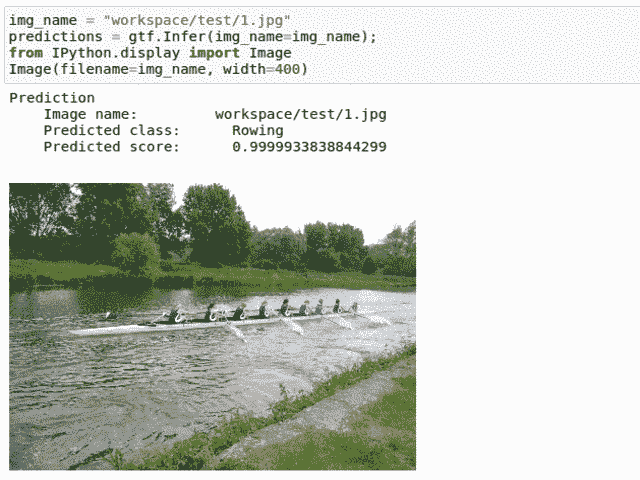 img_name = "workspace/test/1.jpg"
predictions = gtf.Infer(img_name=img_name);
from IPython.display import Image
Image(filename=img_name, width=400)
Prediction
    Image name:         workspace/test/1.jpg
    Predicted class:      Rowing
    Predicted score:      0.9999933838844299